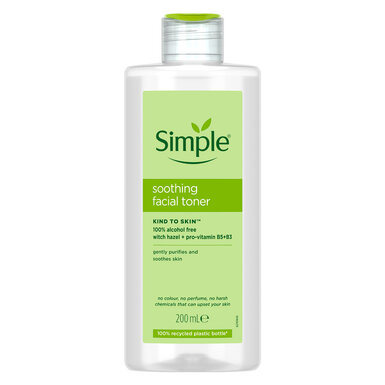 Simple®
soothing
facial toner
KIND TO SKIN™
100% alcohol free
witch hazel + pro-vitamin B5+B3
gently purifies and
soothes skin
no colour, no perfume, no harsh
chemicals that can upset your skin
200 mL℮
100% recycled plastic bottle*